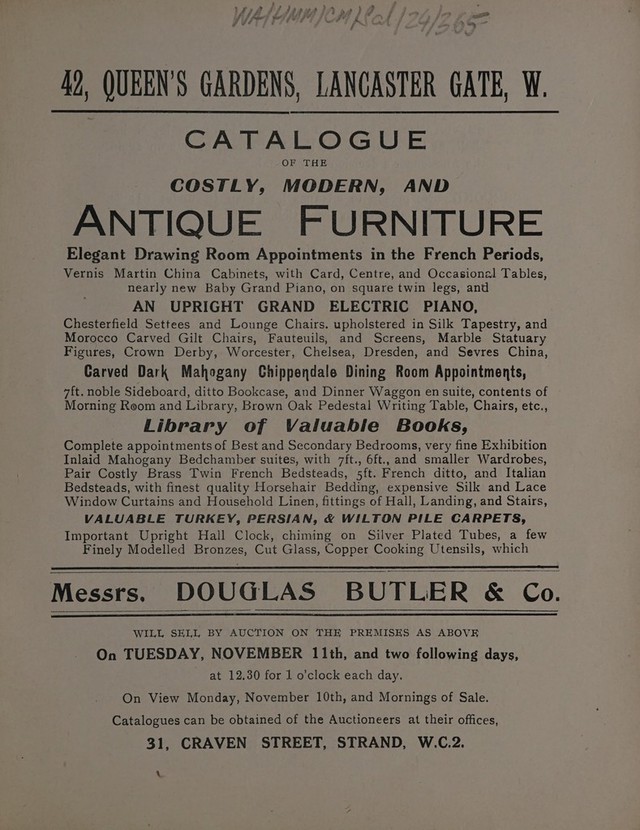 WA/HMM/CM/Sal/24/365
42, QUEEN'S GARDENS, LANCASTER GATE, W.
CATALOGUE
OF THE
COSTLY, MODERN, AND
ANTIQUE FURNITURE
Elegant Drawing Room Appointments in the French Periods,
Vernis Martin China Cabinets, with Card, Centre, and Occasional Tables,
nearly new Baby Grand Piano, on square twin legs, and
AN UPRIGHT GRAND ELECTRIC PIANO,
Chesterfield Settees and Lounge Chairs. upholstered in Silk Tapestry, and
Morocco Carved Gilt Chairs, Fauteuils, and Screens, Marble Statuary
Figures, Crown Derby, Worcester, Chelsea, Dresden, and Sevres China,
Carved Dark Mahogany Chippendale Dining Room Appointments,
7ft. noble Sideboard, ditto Bookcase, and Dinner Waggon en suite, contents of
Morning Room and Library, Brown Oak Pedestal Writing Table, Chairs, etc.,
Library of Valuable Books,
Complete appointments of Best and Secondary Bedrooms, very fine Exhibition
Inlaid Mahogany Bedchamber suites, with 7ft., 6ft., and smaller Wardrobes,
Pair Costly Brass Twin French Bedsteads, 5ft. French ditto, and Italian
Bedsteads, with finest quality Horsehair Bedding, expensive Silk and Lace
Window Curtains and Household Linen, fittings of Hall, Landing, and Stairs,
VALUABLE TURKEY, PERSIAN, & WILTON PILE CARPETS,
Important Upright Hall Clock, chiming on Silver Plated Tubes, a few
Finely Modelled Bronzes, Cut Glass, Copper Cooking Utensils, which
Messrs. DOUGLAS BUTLER & Co.
WILL SELL BY AUCTION ON THE PREMISES AS ABOVE
On TUESDAY, NOVEMBER 11th, and two following days,
at 12.30 for 1 o'clock each day.
On View Monday, November 10th, and Mornings of Sale.
Catalogues can be obtained of the Auctioneers at their offices,
31, CRAVEN STREET, STRAND, W.C.2.